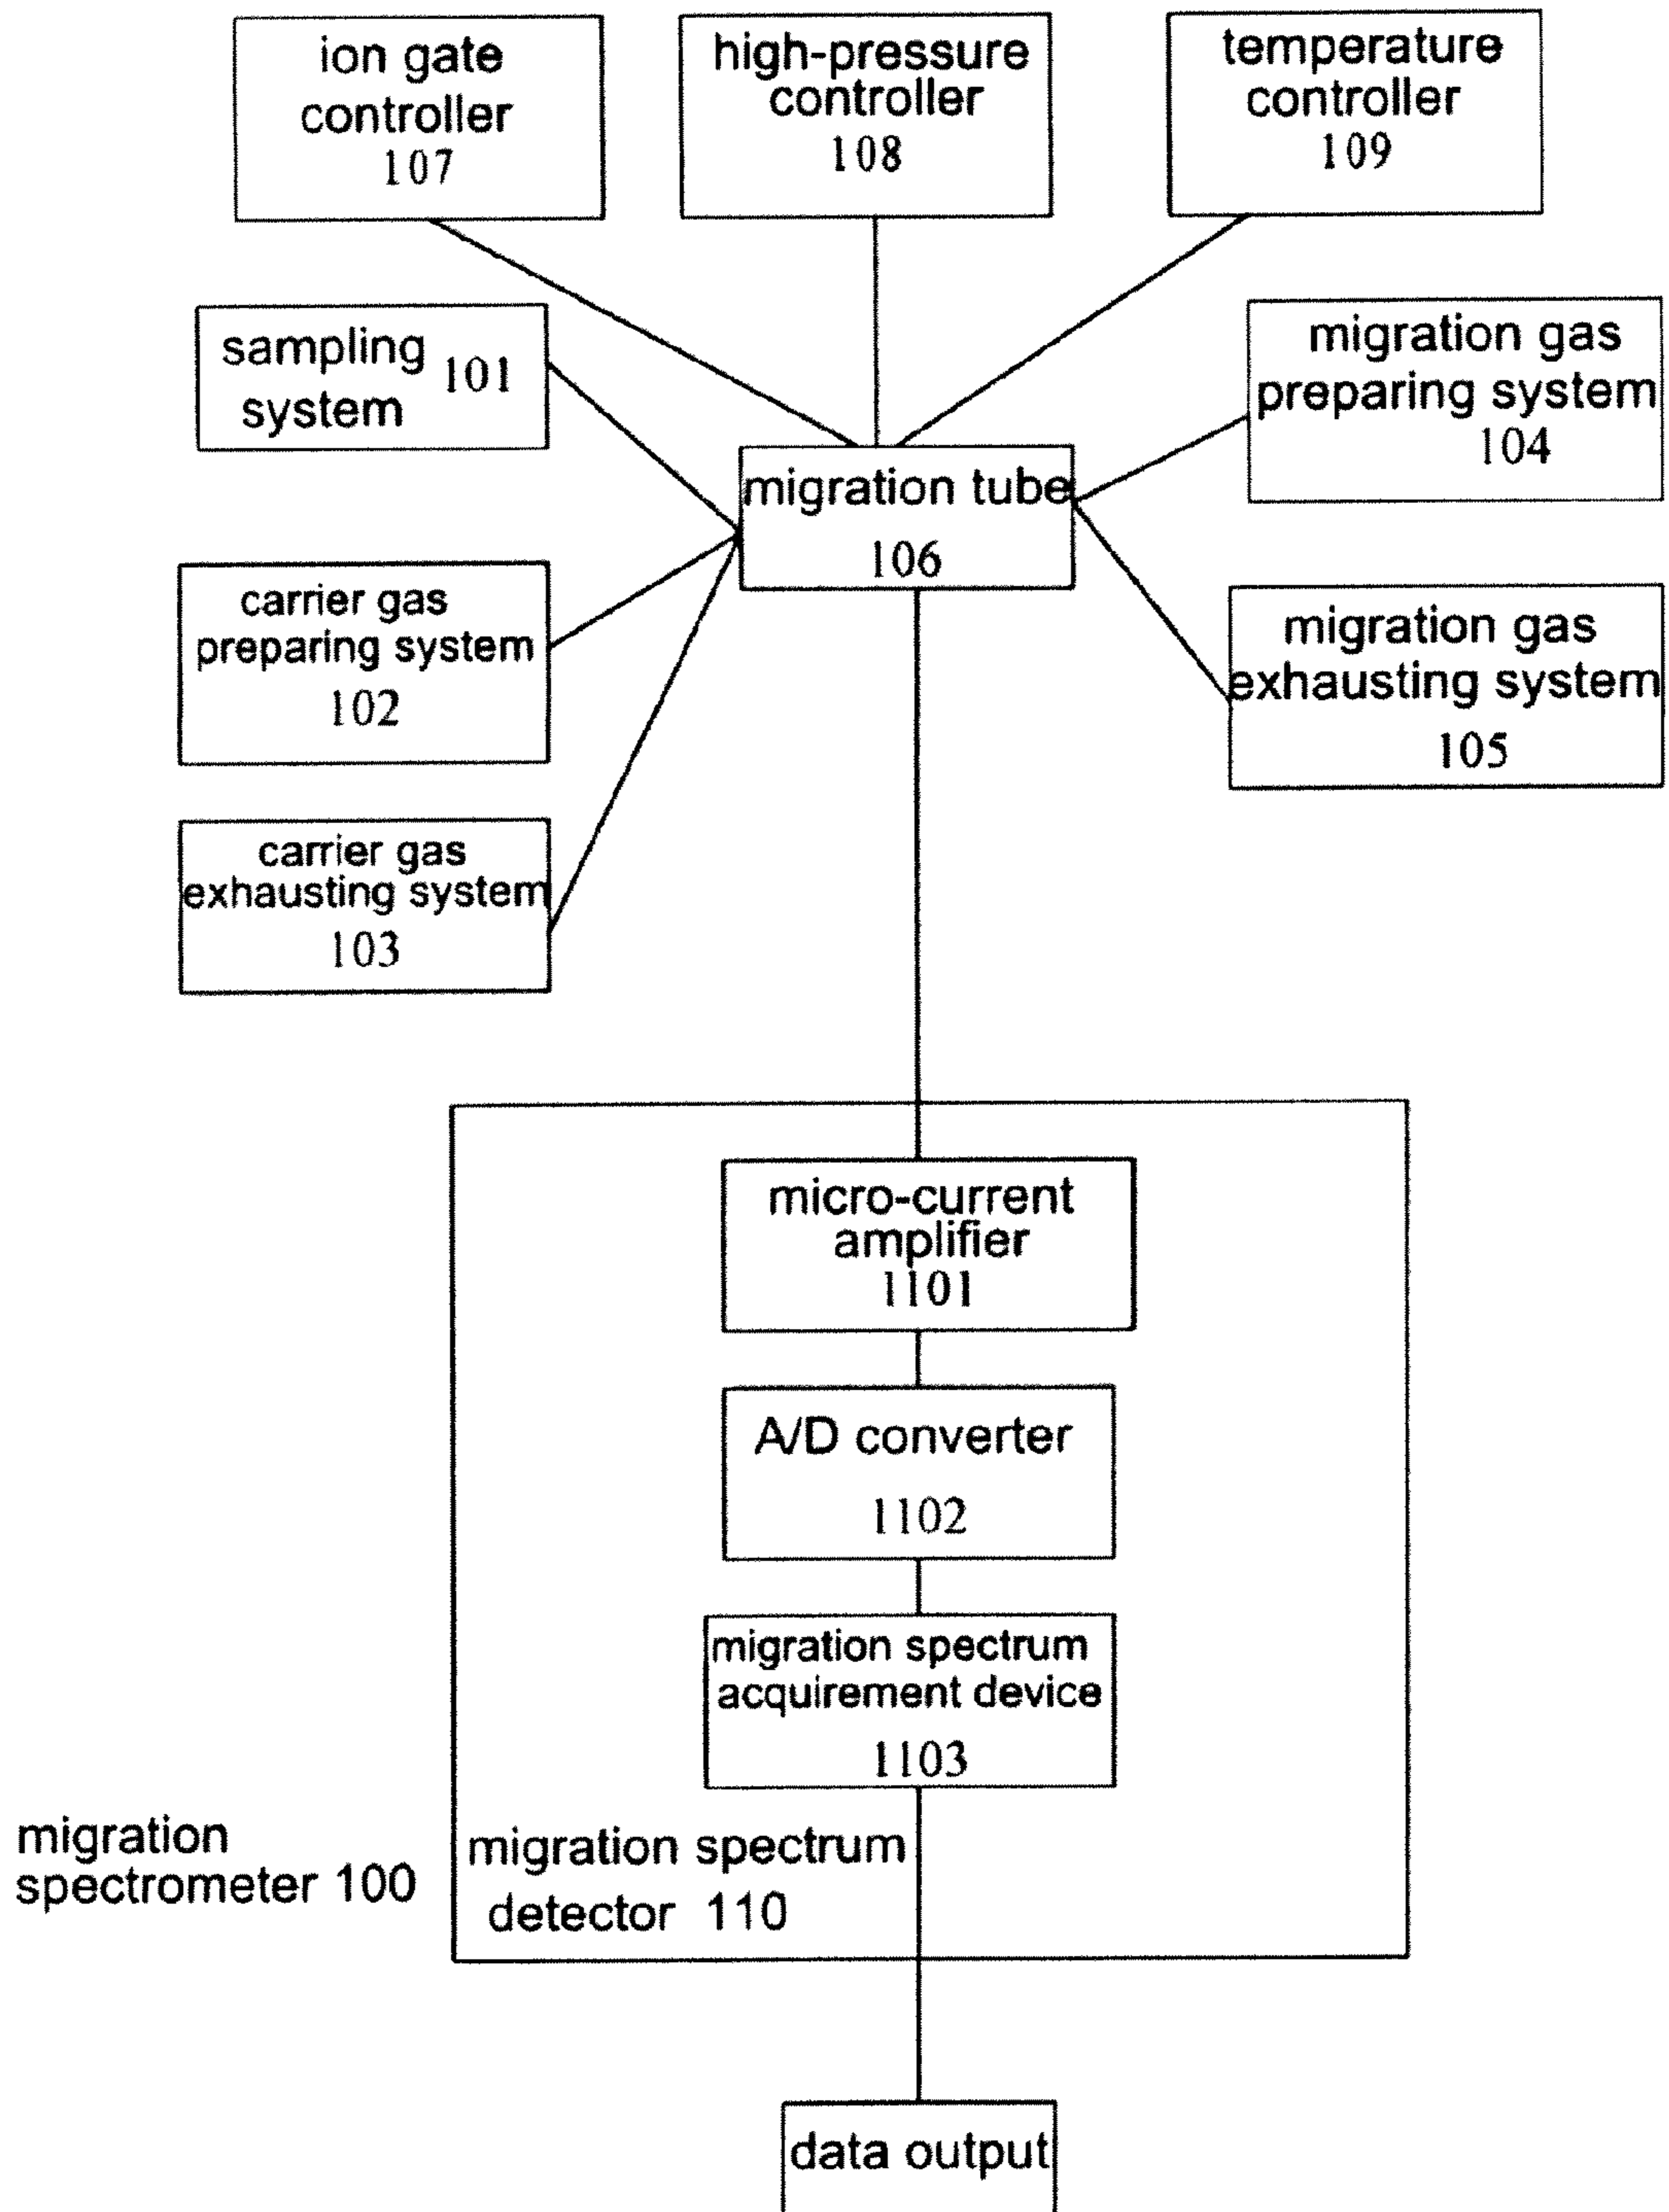 ion gate
controller
107
high-pressure
controller
108
temperature
controller
109
sampling
system
101
migration gas
preparing system
104
migration tube
106
carrier gas
preparing system
102
migration gas
exhausting system
105
carrier gas
exhausting system
103
micro-current
amplifier
1101
A/D converter
1102
migration spectrum
acquirement device
1103
migration
spectrometer 100
migration spectrum
detector 110
data output